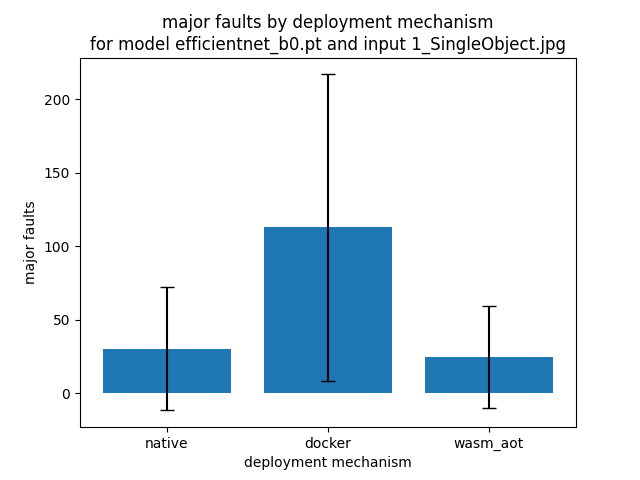 major faults by deployment mechanism
for model efficientnet_b0.pt and input 1_SingleObject.jpg
major faults
200
150
100
50
0
native
docker
wasm_aot
deployment mechanism